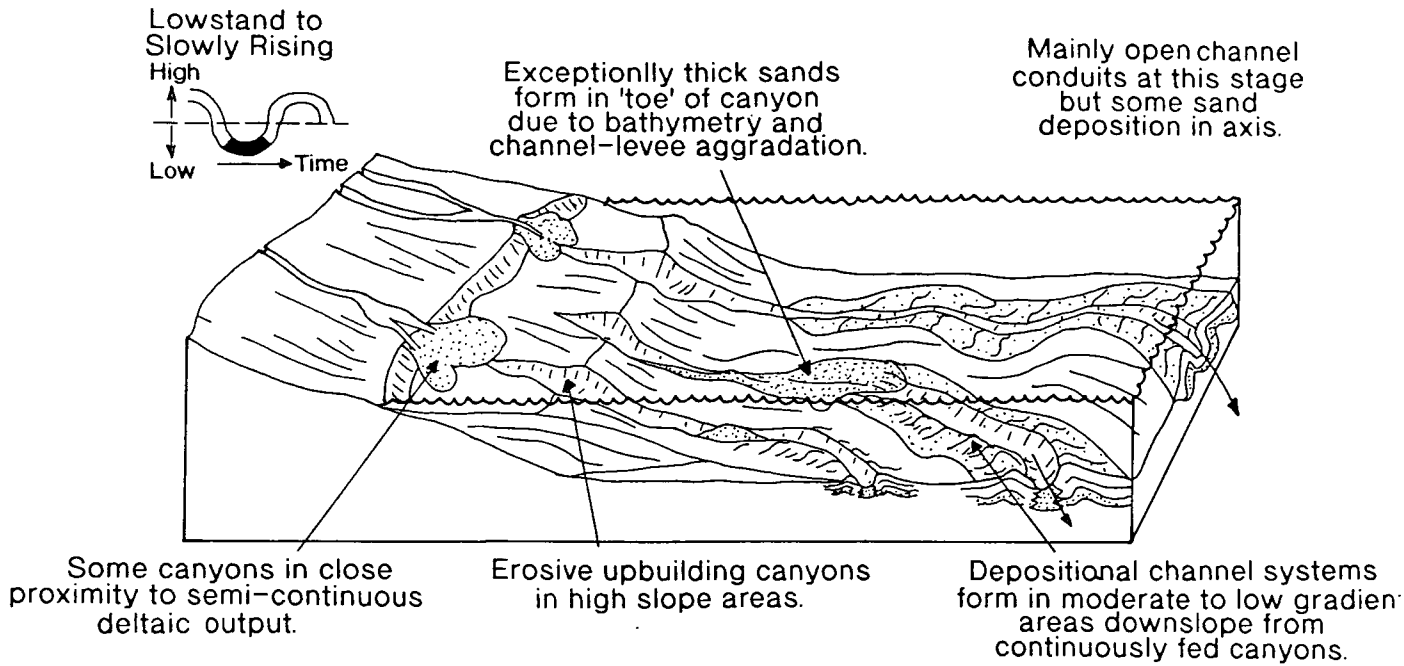 Lowstand to
Slowly Rising
High
Low
Time
Exceptionlly thick sands
form in 'toe' of canyon
due to bathymetry and
channel-levee aggradation.
Mainly open channel
conduits at this stage
but some sand
deposition in axis.
Some canyons in close
proximity to semi-continuous
deltaic output.
Erosive upbuilding canyons
in high slope areas.
Depositional channel systems
form in moderate to low gradien
areas downslope from
continuously fed canyons.